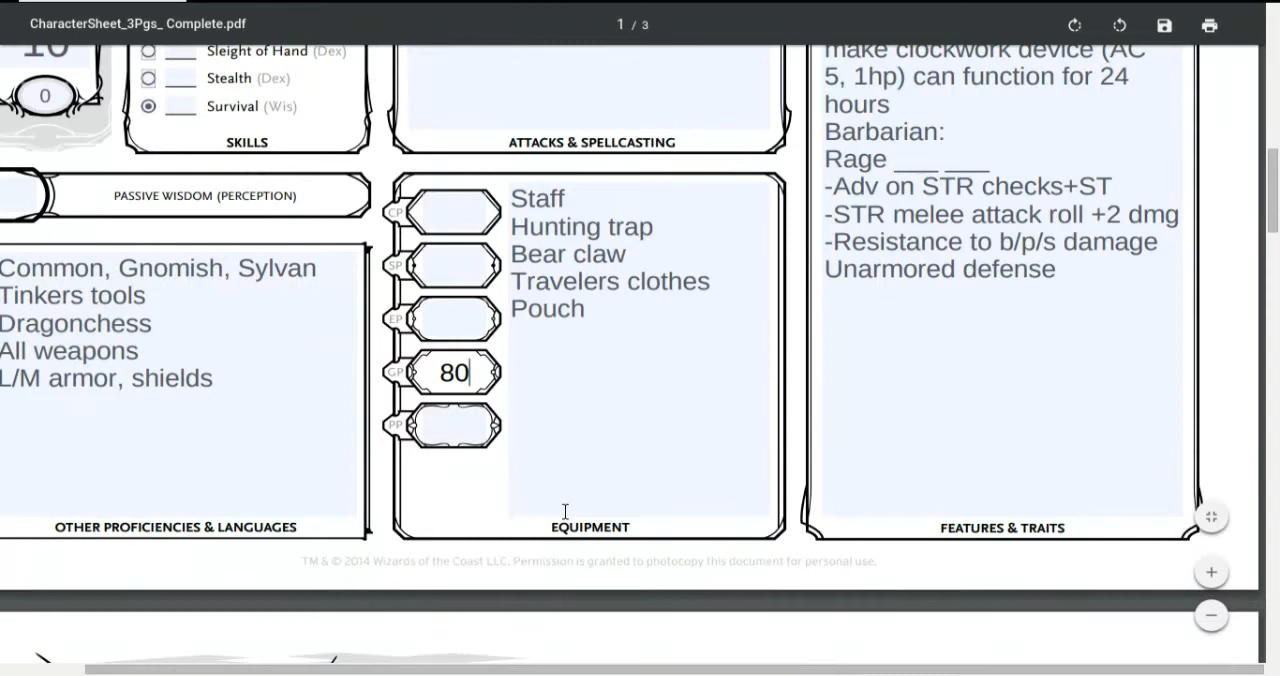 CharacterSheet_3Pgs_ Complete.pdf
1 / 3
10
0
Sleight of Hand (Dex)
Stealth (Dex)
Survival (Wis)
SKILLS
PASSIVE WISDOM (PERCEPTION)
Common, Gnomish, Sylvan
Tinkers tools
Dragonchess
All weapons
L/M armor, shields
OTHER PROFICIENCIES & LANGUAGES
ATTACKS & SPELLCASTING
CP
SP
EP
GP
80
PP
Staff
Hunting trap
Bear claw
Travelers clothes
Pouch
EQUIPMENT
make clockwork device (AC
5, 1hp) can function for 24
hours
Barbarian:
Rage ___ ___
-Adv on STR checks+ST
-STR melee attack roll +2 dmg
-Resistance to b/p/s damage
Unarmored defense
FEATURES & TRAITS
TM & © 2014 Wizards of the Coast LLC. Permission is granted to photocopy this document for personal use.